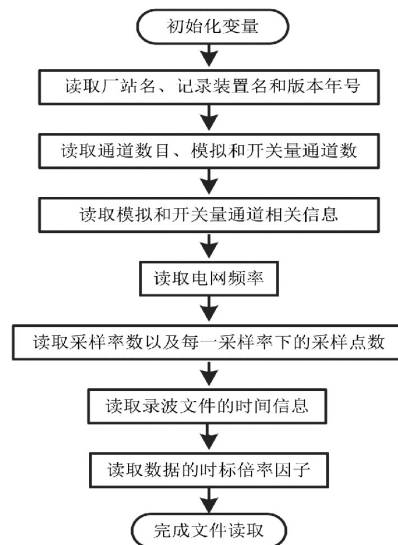 初始化变量
读取厂站名、记录装置名和版本年号
读取通道数目、模拟和开关量通道数
读取模拟和开关量通道相关信息
读取电网频率
读取采样率数以及每一采样率下的采样点数
读取录波文件的时间信息
读取数据的时标倍率因子
完成文件读取